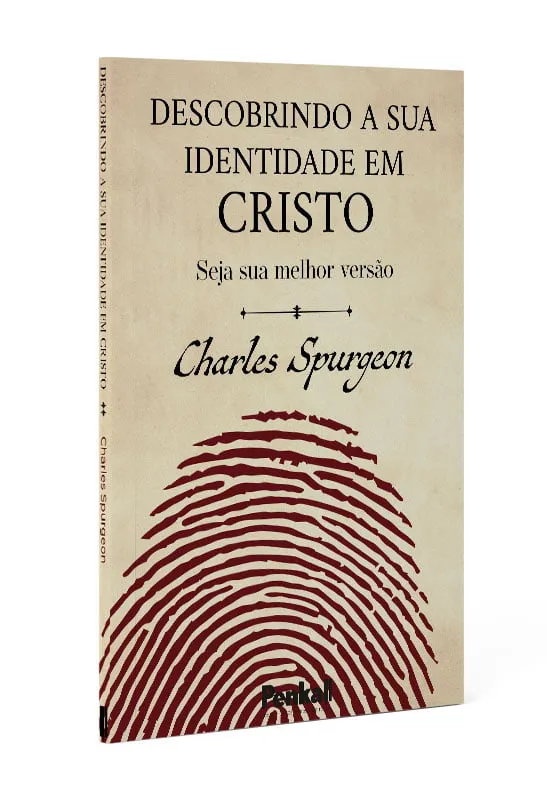 DESCOBRINDO A SUA
IDENTIDADE EM
CRISTO
Seja sua melhor versão
Charles Spurgeon
Penkal
DESCOBRINDO A SUA IDENTIDADE EM CRISTO
Charles Spurgeon